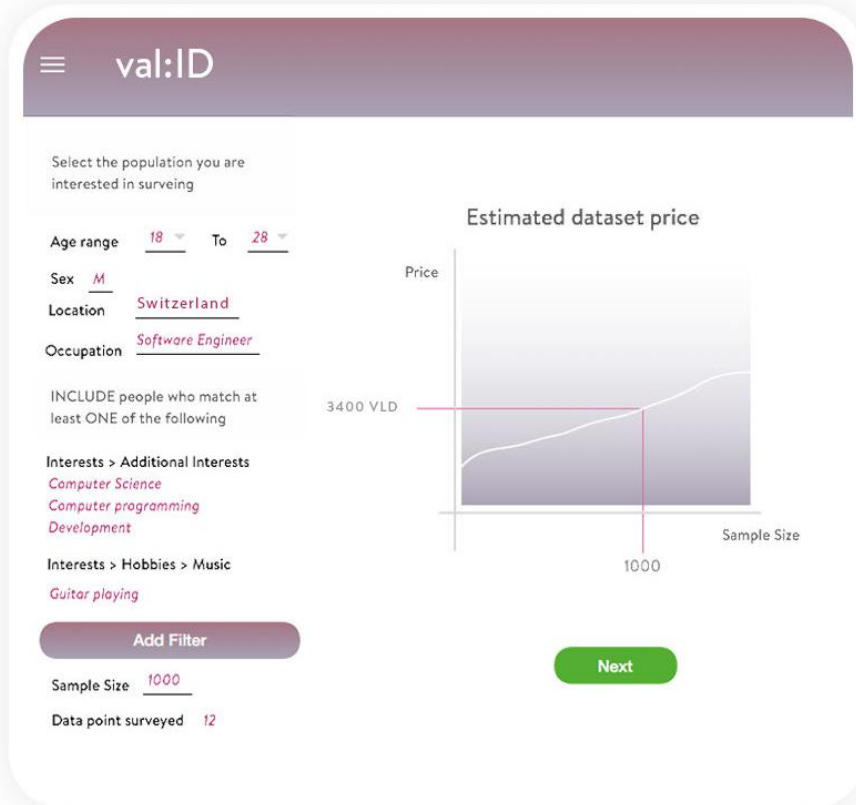 val:ID
Select the population you are
interested in surveing
Age range 18 To 28
Sex M
Location Switzerland
Occupation Software Engineer
INCLUDE people who match at
least ONE of the following
Interests > Additional Interests
Computer Science
Computer programming
Development
Interests > Hobbies > Music
Guitar playing
Add Filter
Sample Size 1000
Data point surveyed 12
Estimated dataset price
Price
3400 VLD
Sample Size
1000
Next